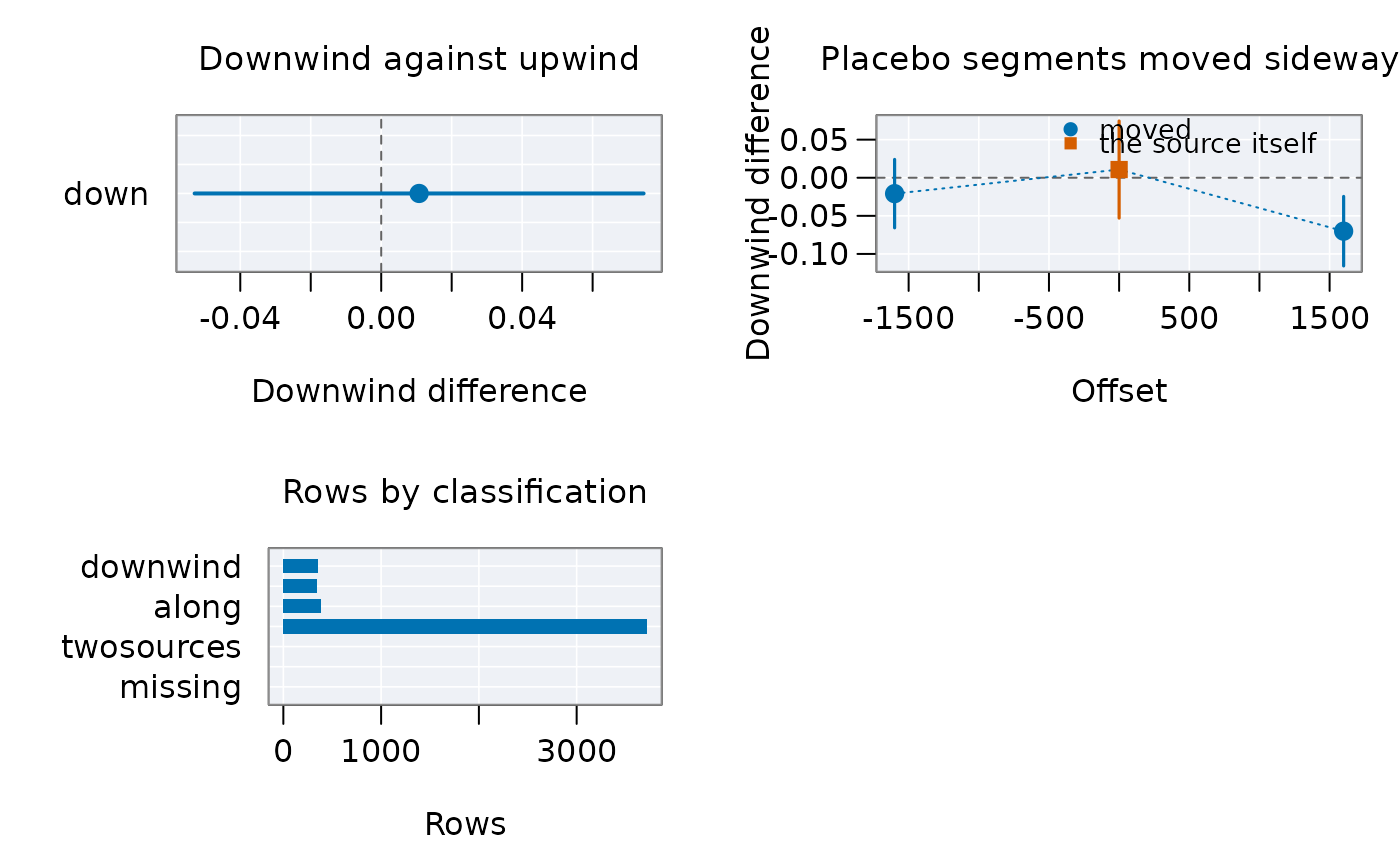 Downwind against upwind
down
-0.04 0.00 0.04
Downwind difference
Placebo segments moved sideway
Downwind difference
0.05
0.00
-0.05
-0.10
moved
the source itself
-1500 -500 500 1500
Offset
Rows by classification
downwind
along
twosources
missing
0 1000 3000
Rows